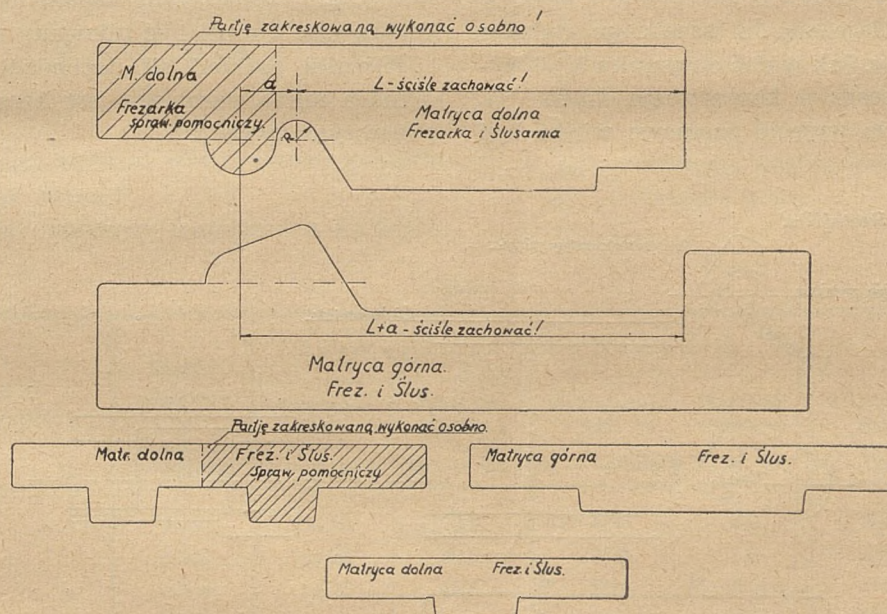 Partję zakreskowaną wykonać osobno!
M. dolna
a
L - ściśle zachować!
Frezarka
spraw. pomocniczy.
Matryca dolna
Frezarka i Ślusarnia
R
L+a - ściśle zachować!
Matryca górna.
Frez. i Ślus.
Partję zakreskowaną wykonać osobno.
Matr. dolna
Frez. i Ślus.
Spraw. pomocniczy
Matryca górna
Frez. i Ślus.
Matryca dolna
Frez. i Ślus.